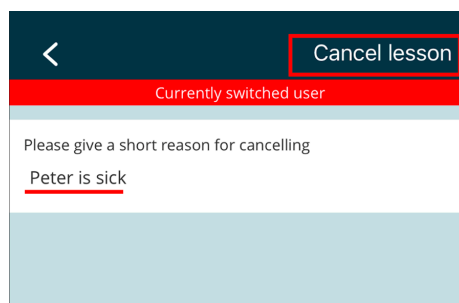 Cancel lesson
Currently switched user
Please give a short reason for cancelling
Peter is sick